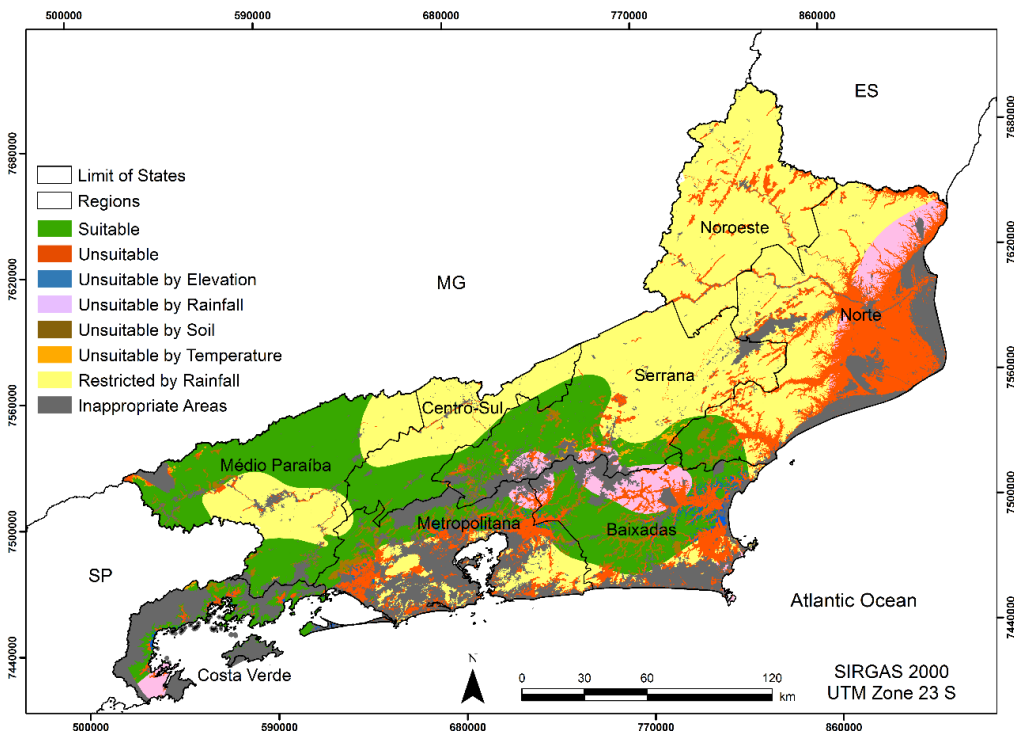 500000 590000 680000 770000 860000
ES
7680000
7680000
Limit of States
Regions
Suitable
Unsuitable
Unsuitable by Elevation
Unsuitable by Rainfall
Unsuitable by Soil
Unsuitable by Temperature
Restricted by Rainfall
Inappropriate Areas
Noroeste
7620000
MG
7620000
Norte
Serrana
7560000
Centro-Sul
7560000
Médio Paraíba
7500000
Metropolitana
Baixadas
7500000
SP
Atlantic Ocean
7440000
7440000
Costa Verde
N
0 30 60 120
km
SIRGAS 2000
UTM Zone 23 S
500000 590000 680000 770000 860000